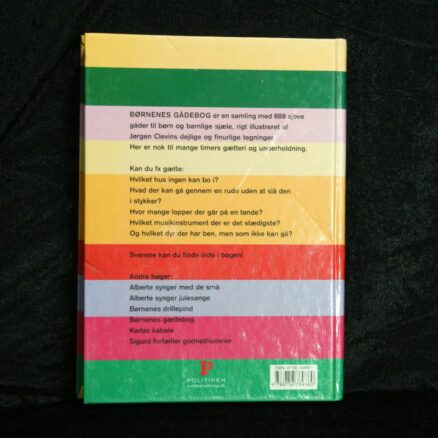 BØRNENES GÅDEBOG er en samling med 888 sjove
gåder til børn og barnlige sjæle, rigt illustreret af
Jørgen Clevins dejlige og finurlige tegninger.
Her er nok til mange timers gætteri og underholdning.
Kan du fx gætte:
Hvilket hus ingen kan bo i?
Hvad der kan gå gennem en rude uden at slå den
i stykker?
Hvor mange lopper der går på en tønde?
Hvilket musikinstrument der er det stædigste?
Og hvilket dyr der har ben, men som ikke kan gå?
Svarene kan du finde inde i bogen!
Andre bøger:
Alberte synger med de små
Alberte synger julesange
Børnenes drillepind
Børnenes gådebog
Karlas kabale
Sigurd fortæller godnathistorier
P
POLITIKEN